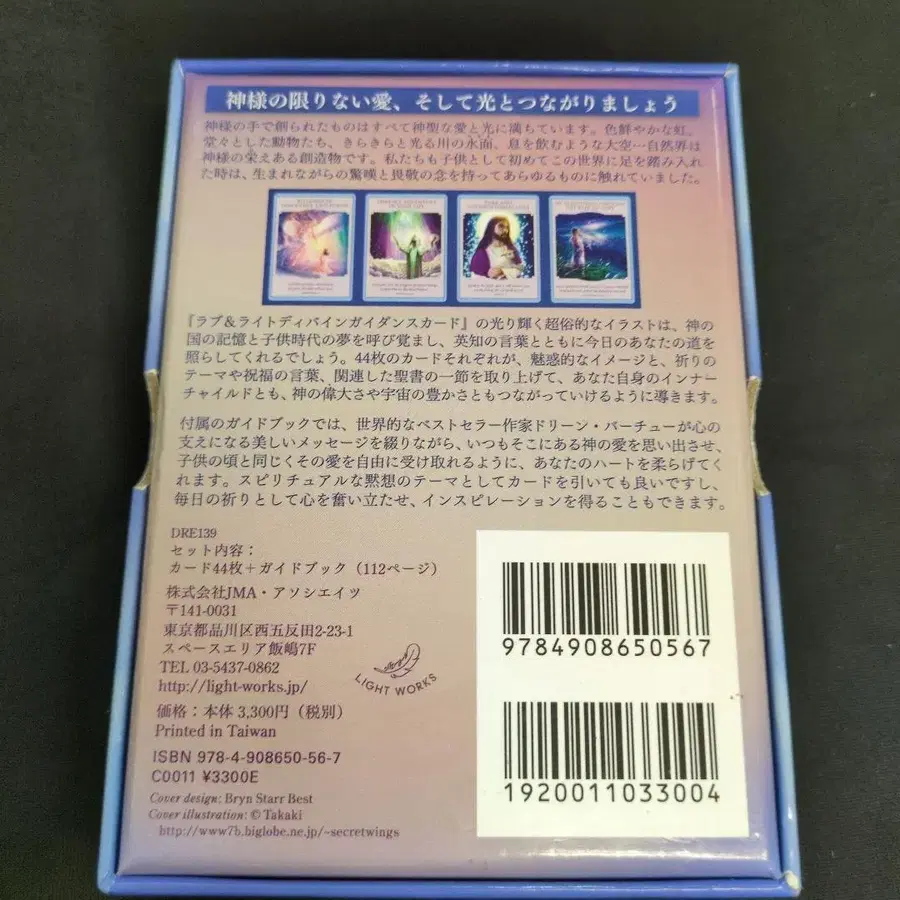 神様の限りない愛、そして光とつながりましょう
神様の手で創られたものはすべて神聖な愛と光に満ちています。色鮮やかな虹、
堂々とした動物たち、きらきらと光る川の水面、息を飲むような大空…自然界は
神様の栄えある創造物です。私たちも子供として初めてこの世界に足を踏み入れ
た時は、生まれながらの驚嘆と畏敬の念を持ってあらゆるものに触れていました。
『ラブ＆ライトディバインガイダンスカード』の光り輝く超俗的なイラストは、神の
国の記憶と子供時代の夢を呼び覚まし、英知の言葉とともに今日のあなたの道を
照らしてくれるでしょう。44枚のカードそれぞれが、魅惑的なイメージと、祈りの
テーマや祝福の言葉、関連した聖書の一節を取り上げて、あなた自身のインナー
チャイルドとも、神の偉大さや宇宙の豊かさともつながっていけるように導きます。
付属のガイドブックでは、世界的なベストセラー作家ドリーン・バーチューが心の
支えになる美しいメッセージを綴りながら、いつもそこにある神の愛を思い出させ、
子供の頃と同じくその愛を自由に受け取れるように、あなたのハートを柔らげてく
れます。スピリチュアルな黙想のテーマとしてカードを引いても良いですし、
毎日の祈りとして心を奮い立たせ、インスピレーションを得ることもできます。
DRE139
セット内容：
カード44枚＋ガイドブック（112ページ）
株式会社JMA・アソシエイツ
〒141-0031
東京都品川区西五反田2-23-1
スペースエリア飯嶋7F
TEL 03-5437-0862
http://light-works.jp/
LIGHT WORKS
価格：本体 3,300円（税別）
Printed in Taiwan
ISBN 978-4-908650-56-7
C0011 ¥3300E
Cover design: Bryn Starr Best
Cover illustration: © Takaki
http://www7b.biglobe.ne.jp/~secretwings
9784908650567
1920011033004